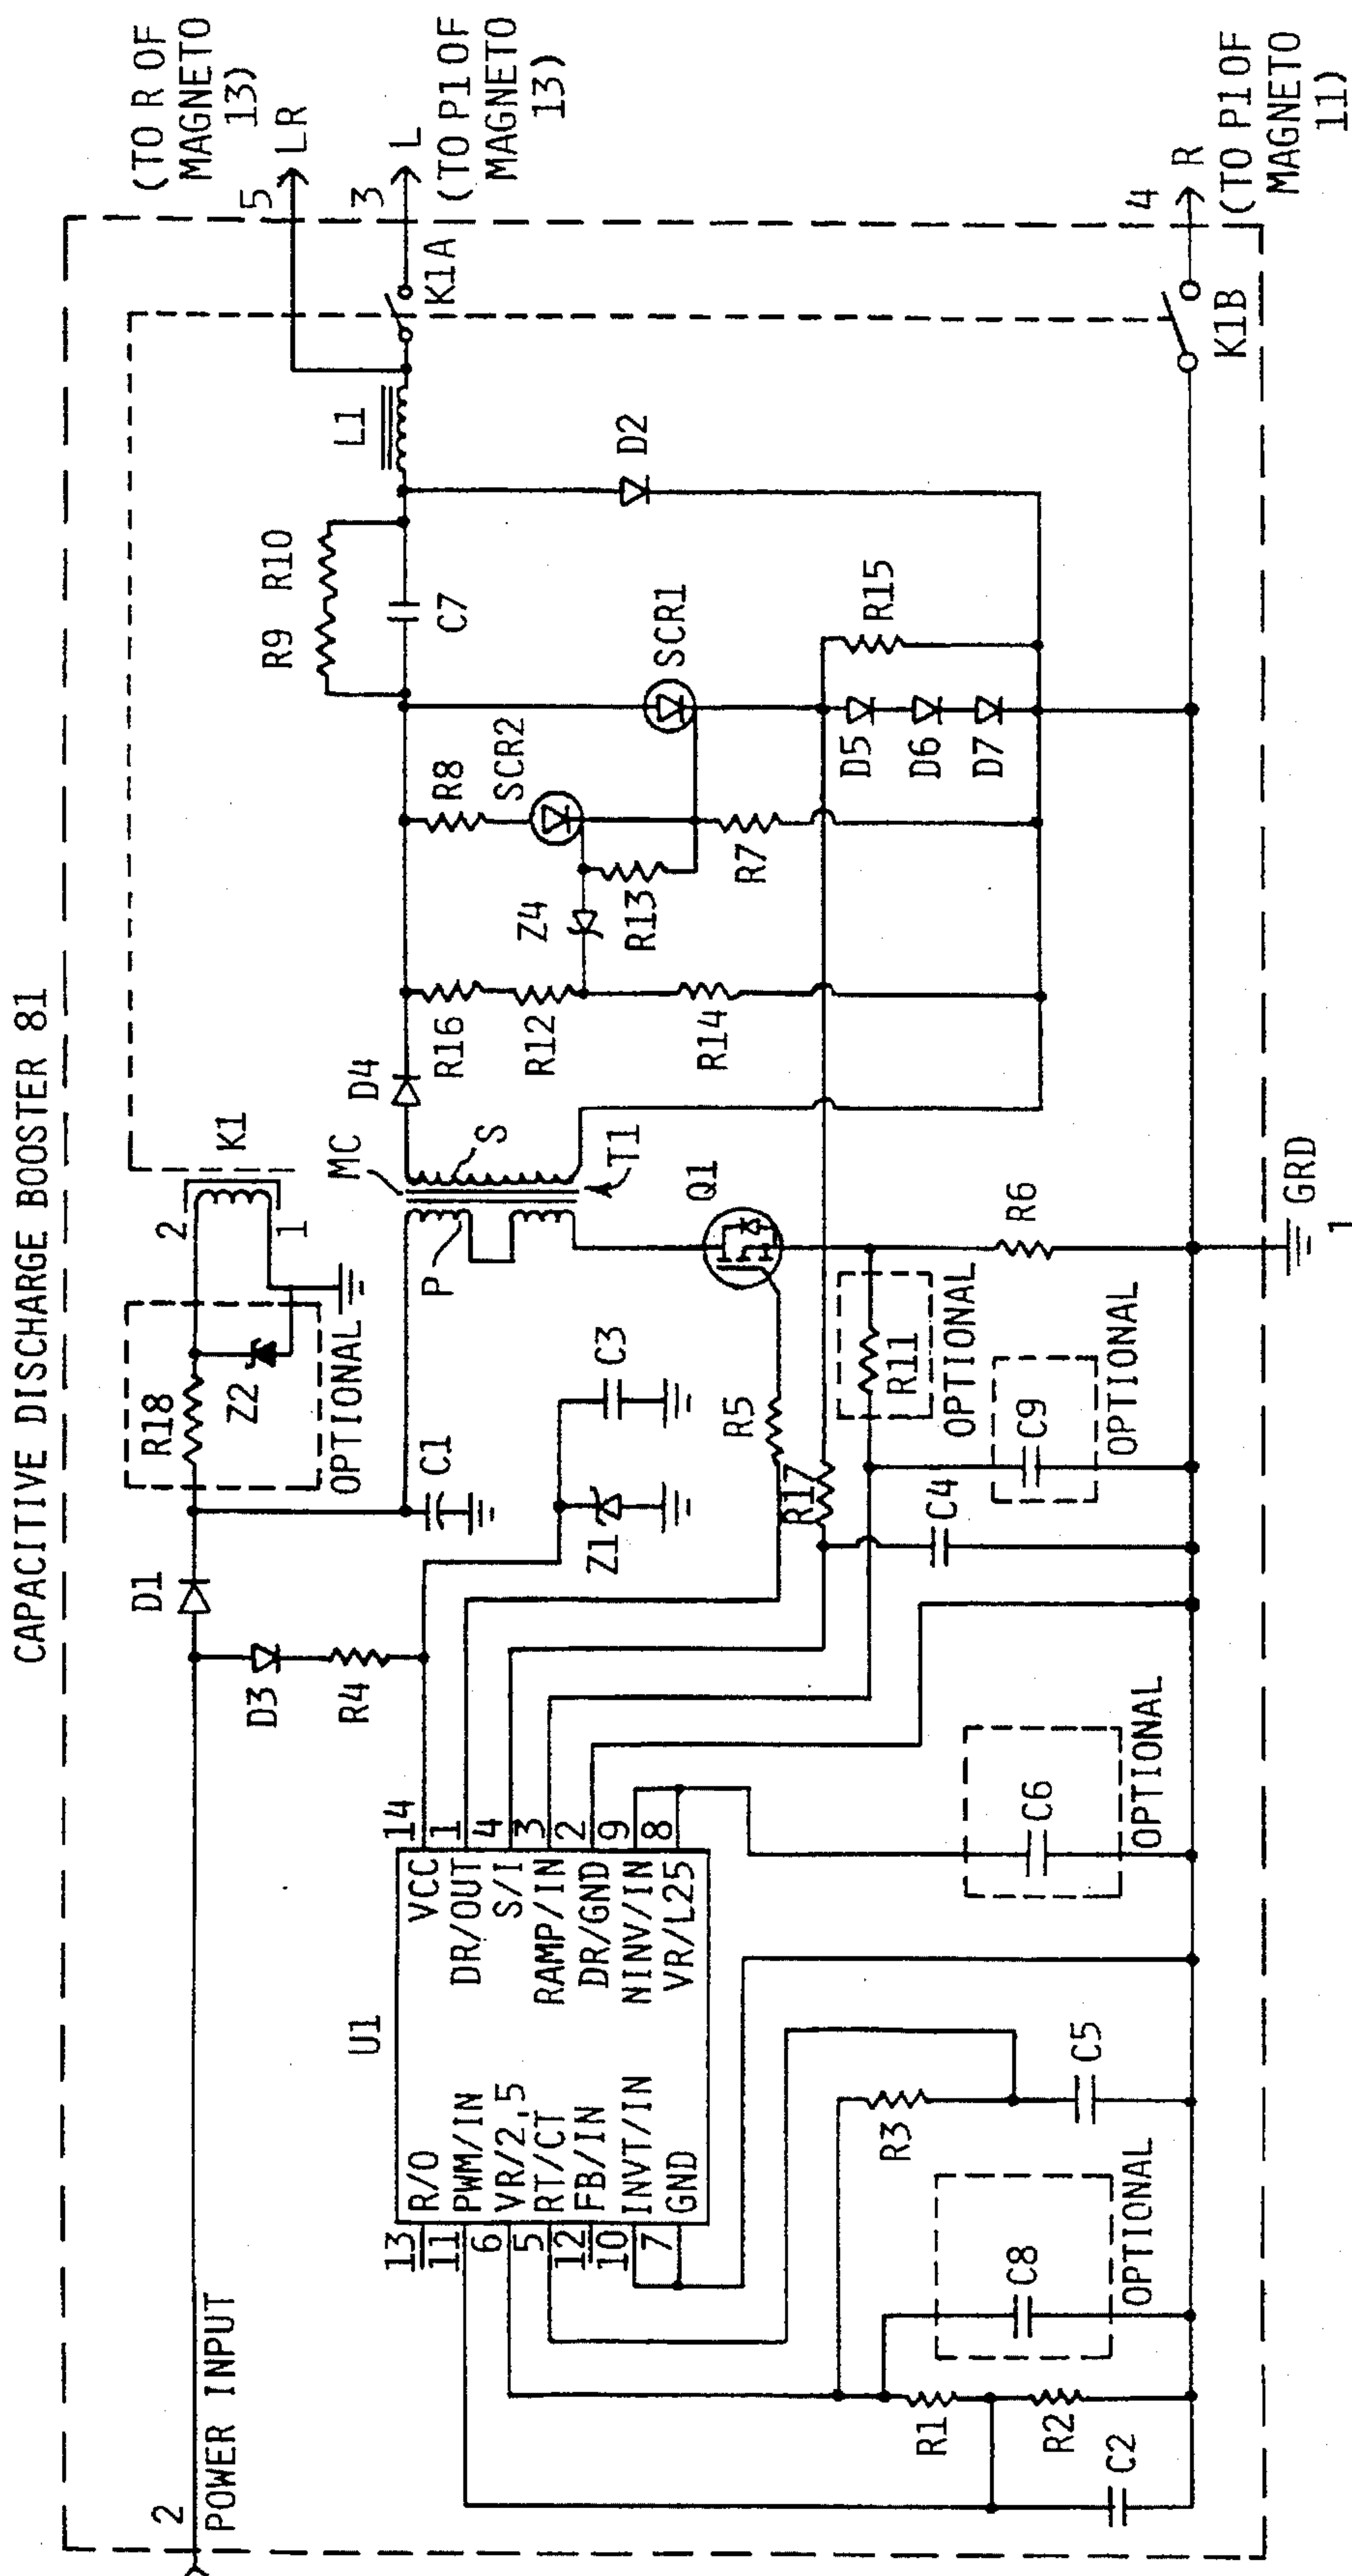 CAPACITIVE DISCHARGE BOOSTER 81
2
POWER INPUT
D1
D3
R4
R18
Z2
OPTIONAL
K1
2
1
(TO R OF
MAGNETO
13)
5
LR
3
L
(TO P1 OF
MAGNETO
13)
K1A
4
R
(TO P1 OF
MAGNETO
11)
K1B
C1
Z1
C3
MC
P
S
T1
D4
R16
R12
R14
Z4
R13
R8
SCR2
R7
SCR1
R9
R10
C7
L1
D2
D5
D6
D7
R15
Q1
R5
R17
R11
OPTIONAL
R6
C4
C9
OPTIONAL
GRD
1
U1
13
R/O
11
PWM/IN
6
VR/2,5
5
RT/CT
12
FB/IN
10
INVT/IN
7
GND
VCC
14
DR/OUT
1
S/I
4
RAMP/IN
3
DR/GND
2
NINV/IN
9
VR/L25
8
C6
OPTIONAL
R3
C5
C8
OPTIONAL
R1
R2
C2